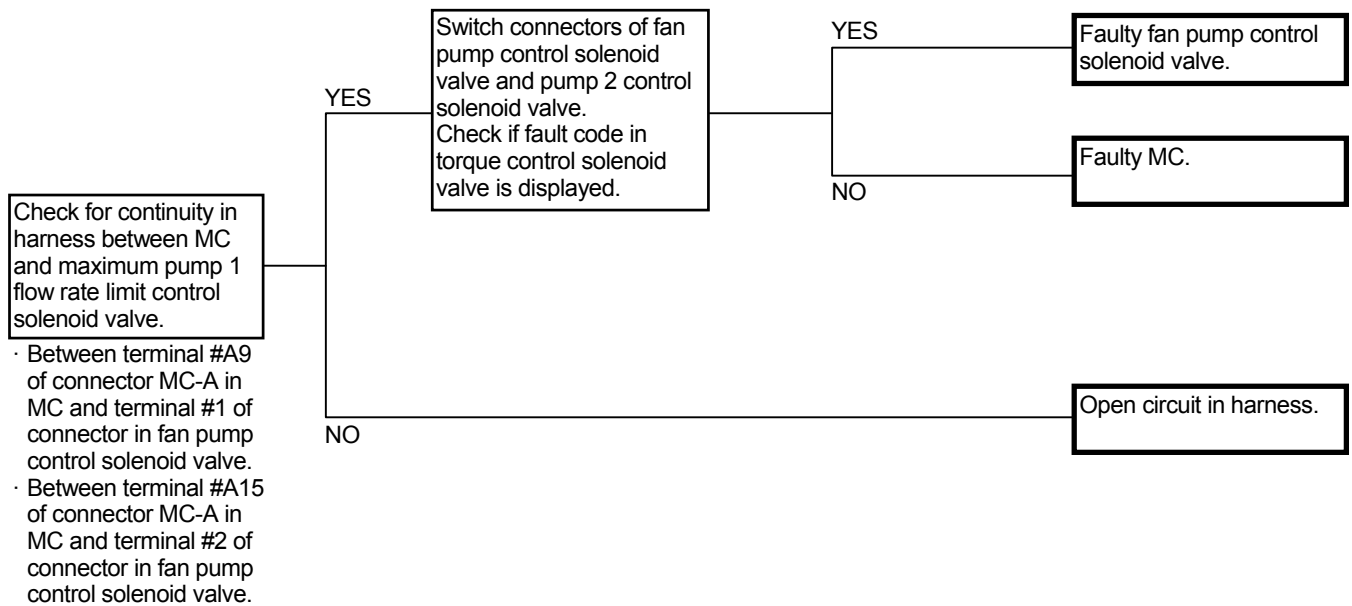 Check for continuity in
harness between MC
and maximum pump 1
flow rate limit control
solenoid valve.
· Between terminal #A9
of connector MC-A in
MC and terminal #1 of
connector in fan pump
control solenoid valve.
· Between terminal #A15
of connector MC-A in
MC and terminal #2 of
connector in fan pump
control solenoid valve.
YES
Switch connectors of fan
pump control solenoid
valve and pump 2 control
solenoid valve.
Check if fault code in
torque control solenoid
valve is displayed.
YES
Faulty fan pump control
solenoid valve.
NO
Faulty MC.
NO
Open circuit in harness.